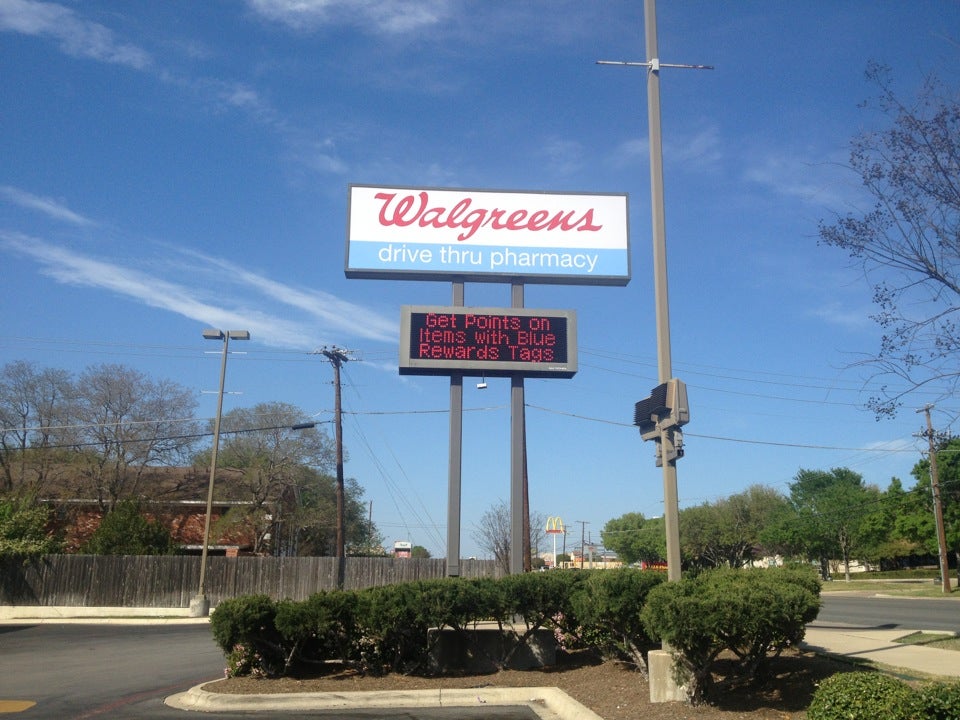 Walgreens
drive thru pharmacy
Get Points on
Items with Blue
Rewards Tags